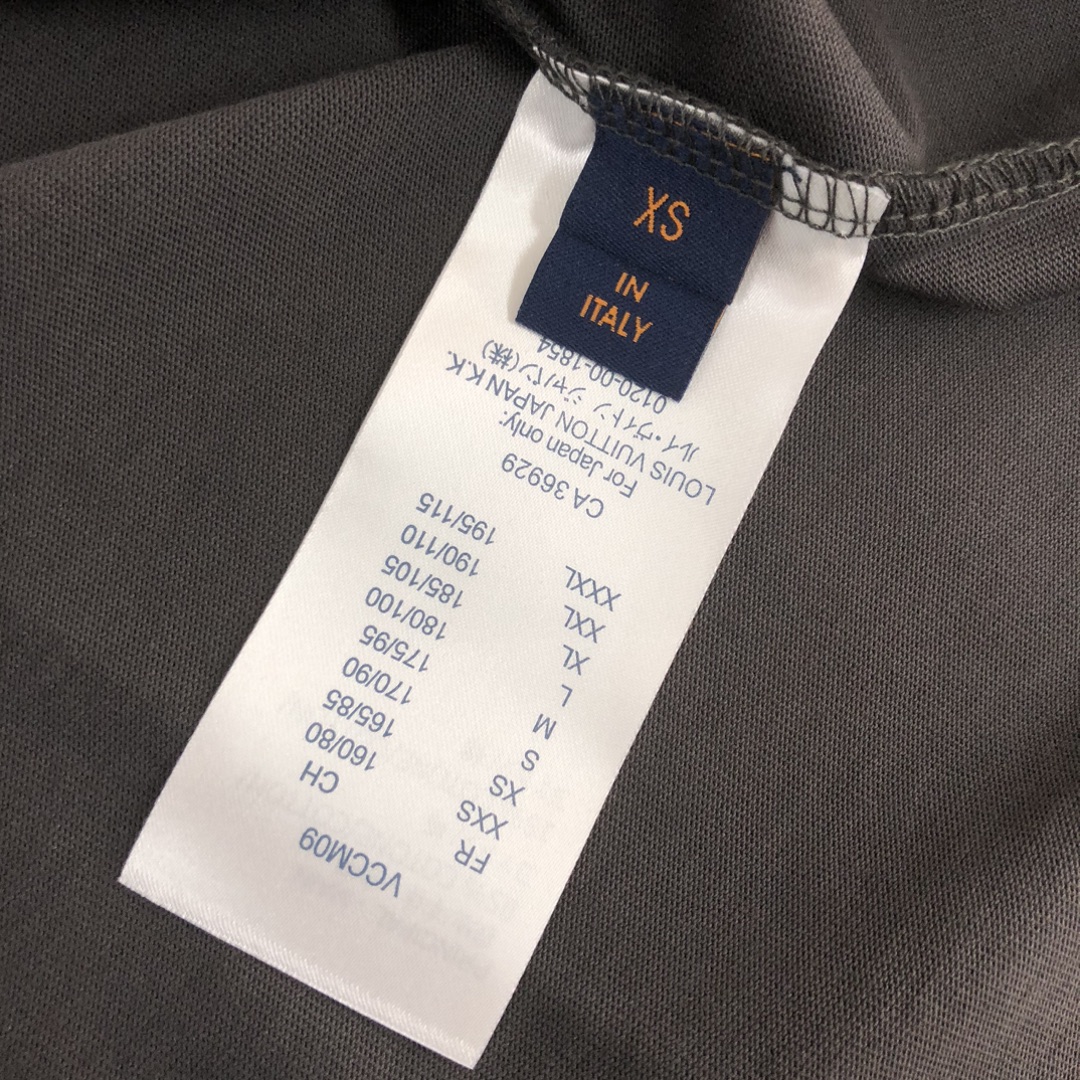 XS
IN
ITALY
VCCM09
FR CH
XXS 160/80
XS 165/85
S 170/90
M 175/95
L 180/100
XL 185/105
XXL 190/110
XXXL 195/115
CA 36929
For Japan only:
LOUIS VUITTON JAPAN K.K.
ルイ・ヴィトン ジャパン(株)
0120-00-1854